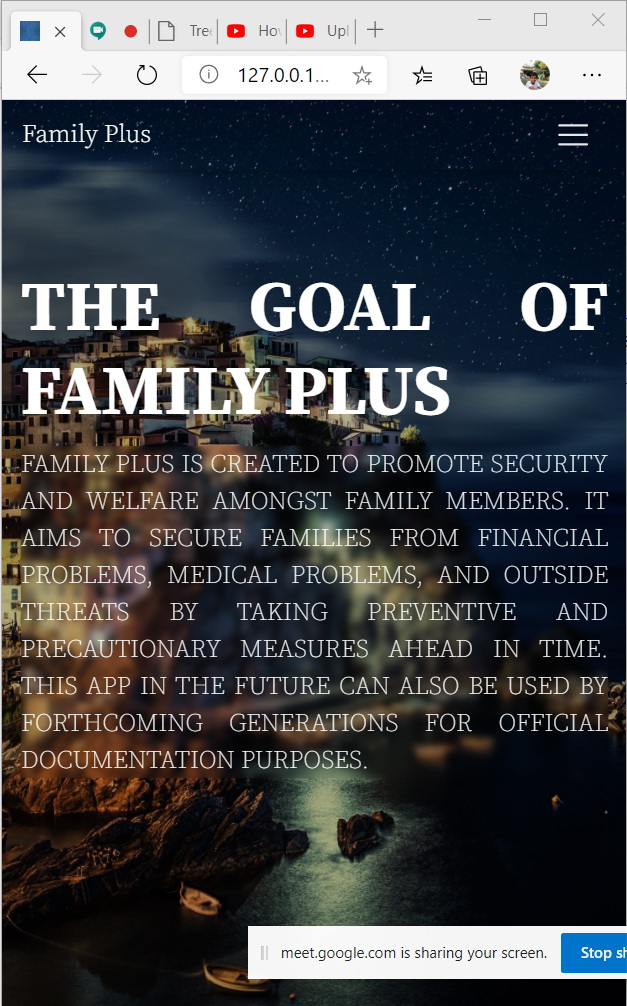 Tree
Hov
Upl
127.0.0.1...
Family Plus
THE GOAL OF
FAMILY PLUS
FAMILY PLUS IS CREATED TO PROMOTE SECURITY
AND WELFARE AMONGST FAMILY MEMBERS. IT
AIMS TO SECURE FAMILIES FROM FINANCIAL
PROBLEMS, MEDICAL PROBLEMS, AND OUTSIDE
THREATS BY TAKING PREVENTIVE AND
PRECAUTIONARY MEASURES AHEAD IN TIME.
THIS APP IN THE FUTURE CAN ALSO BE USED BY
FORTHCOMING GENERATIONS FOR OFFICIAL
DOCUMENTATION PURPOSES.
meet.google.com is sharing your screen.
Stop sh